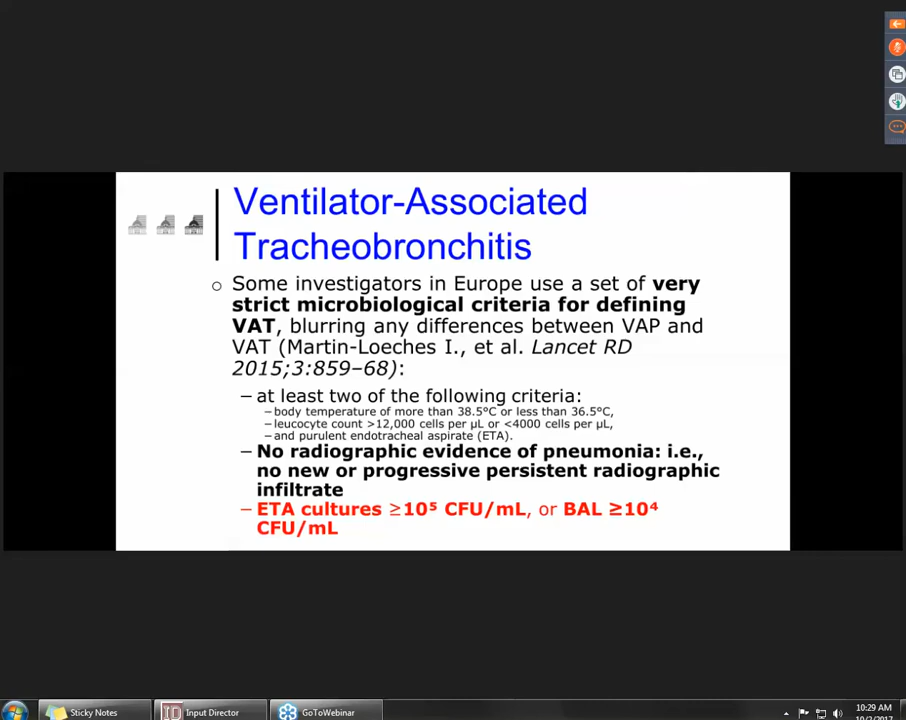 Ventilator-Associated
Tracheobronchitis
o Some investigators in Europe use a set of very
strict microbiological criteria for defining
VAT, blurring any differences between VAP and
VAT (Martin-Loeches I., et al. Lancet RD
2015;3:859–68):
– at least two of the following criteria:
– body temperature of more than 38.5°C or less than 36.5°C,
– leucocyte count >12,000 cells per µL or <4000 cells per µL,
– and purulent endotracheal aspirate (ETA).
– No radiographic evidence of pneumonia: i.e.,
no new or progressive persistent radiographic
infiltrate
– ETA cultures ≥10⁵ CFU/mL, or BAL ≥10⁴
CFU/mL
Sticky Notes
ID Input Director
GoToWebinar
10:29 AM